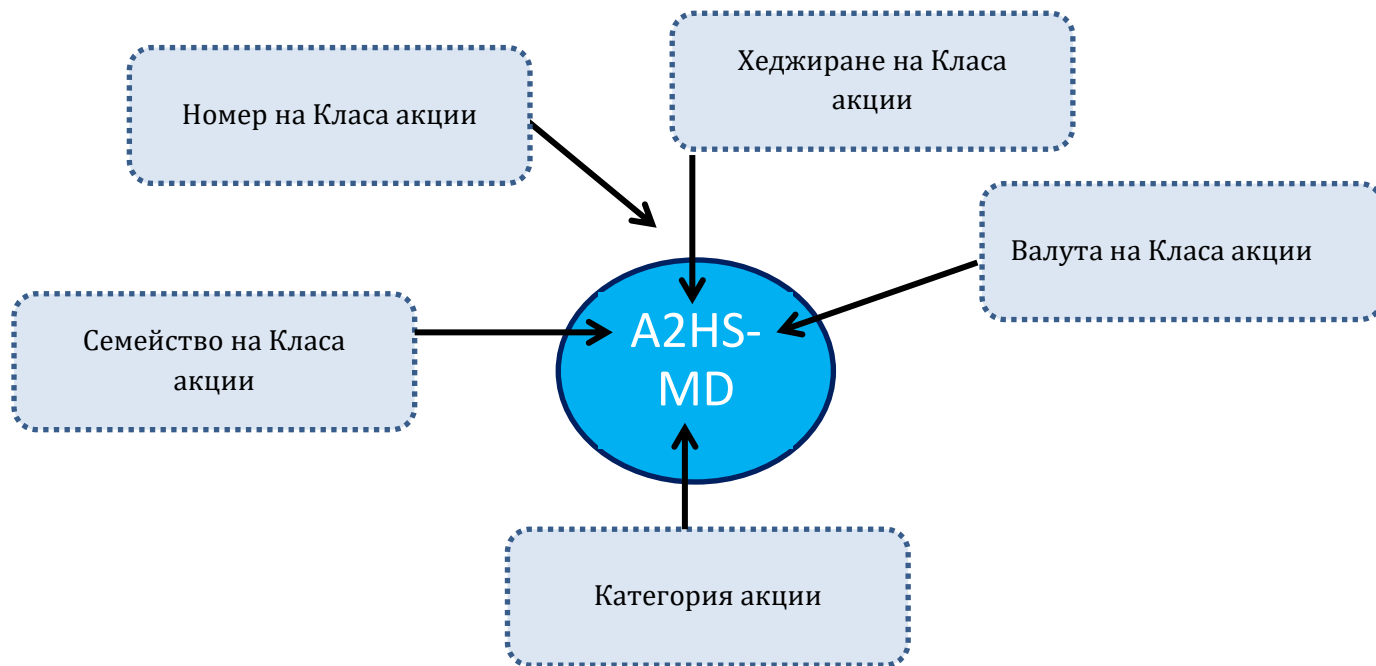 Хеджиране на Класа
акции
Номер на Класа акции
Валута на Класа акции
Семейство на Класа
акции
A2HS-
MD
Категория акции